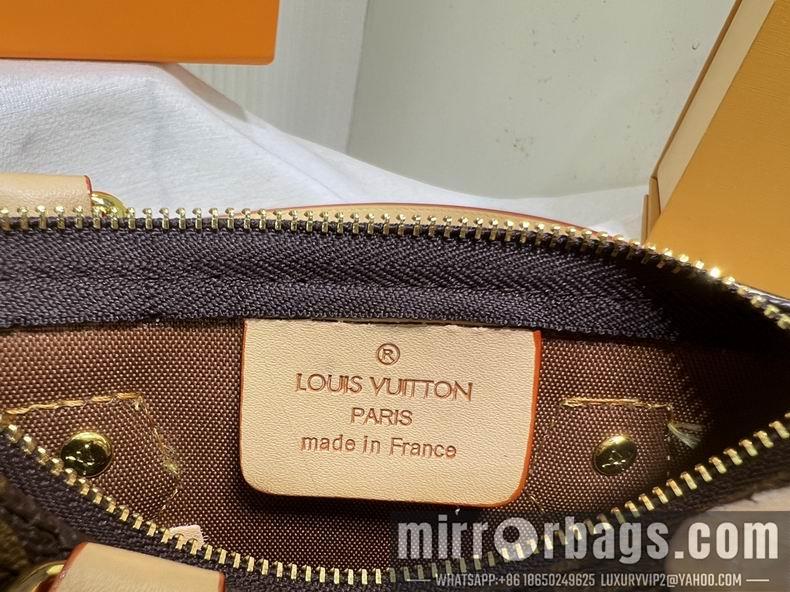 ®
LOUIS VUITTON
PARIS
made in France
mirrorbags.com
WHATSAPP:+86 18650249625 LUXURYVIP2@YAHOO.COM